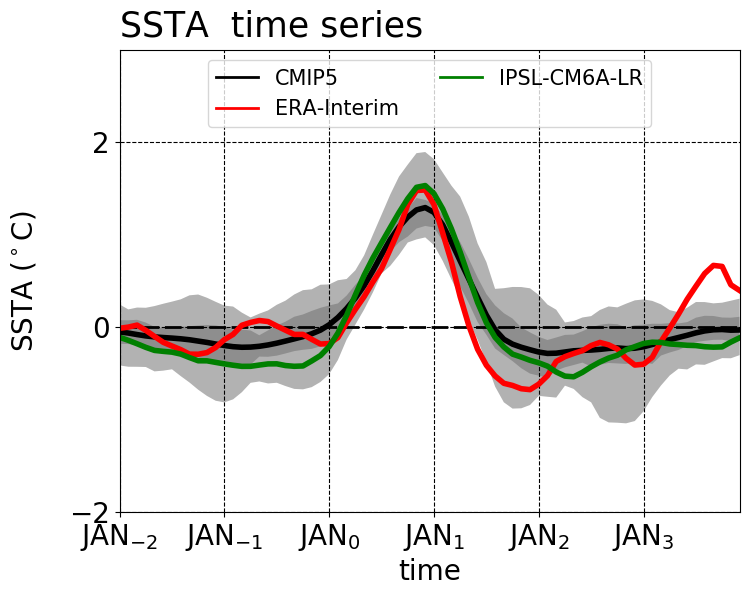 SSTA  time series
CMIP5
ERA-Interim
IPSL-CM6A-LR
SSTA (°C)
2
0
−2
JAN₋₂ JAN₋₁ JAN₀ JAN₁ JAN₂ JAN₃
time